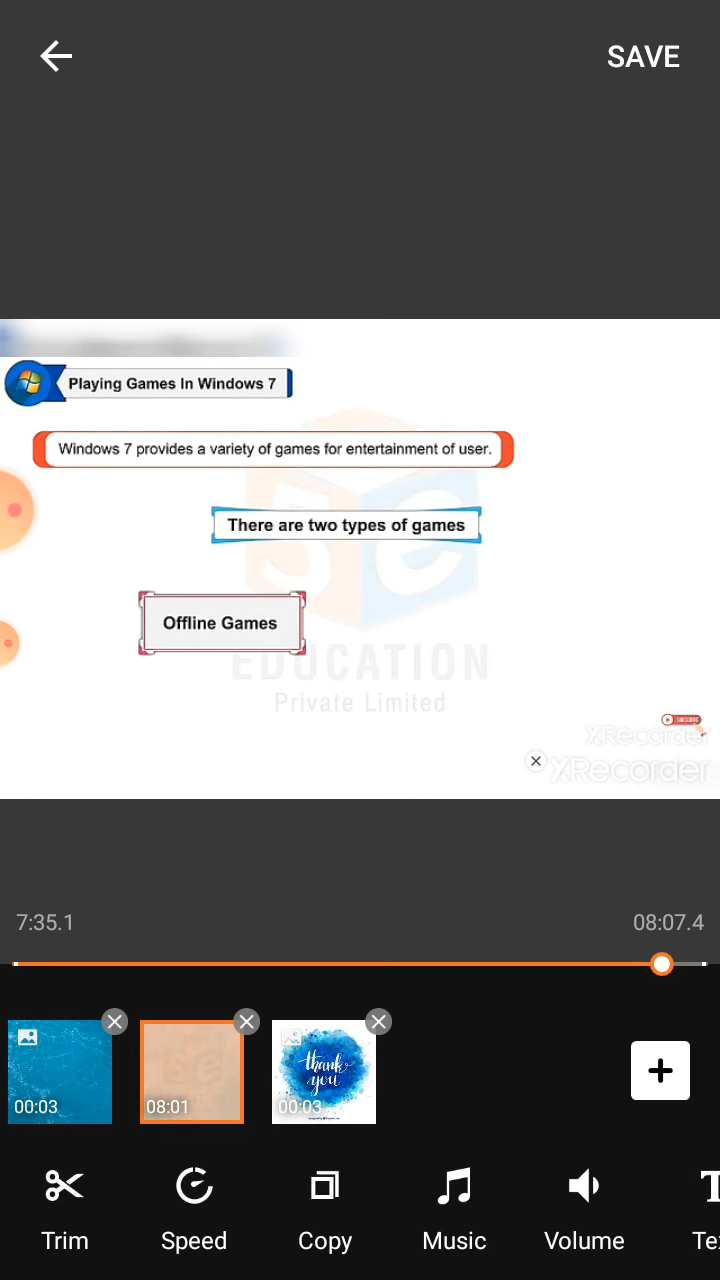 SAVE
Playing Games In Windows 7
Windows 7 provides a variety of games for entertainment of user.
There are two types of games
Offline Games
EDUCATION
Private Limited
SUBSCRIBE
XRecorder
XRecorder
7:35.1
08:07.4
00:03
08:01
thank
you
00:03
Trim
Speed
Copy
Music
Volume
Te